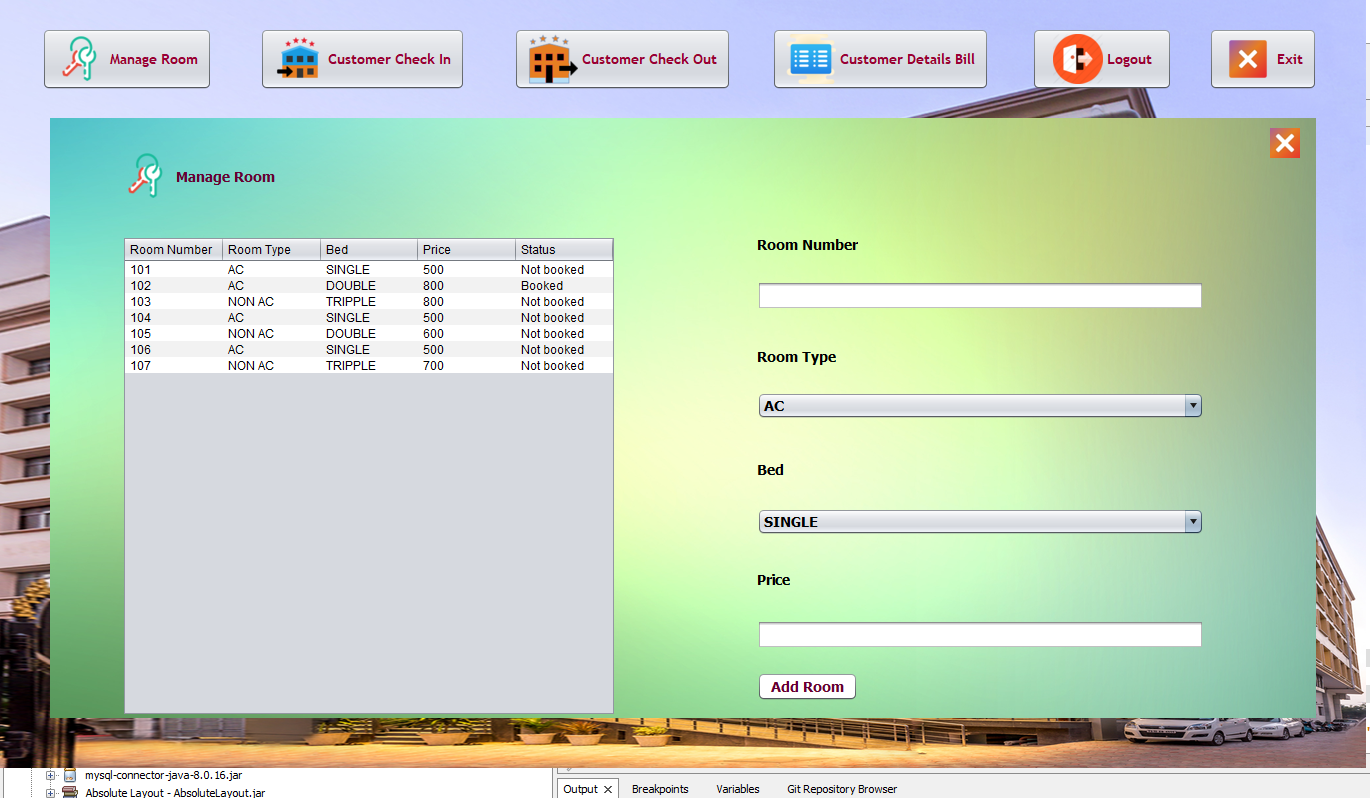 Manage Room Customer Check In Customer Check Out Customer Details Bill Logout Exit
Manage Room
Room Number Room Type Bed Price Status
101 AC SINGLE 500 Not booked
102 AC DOUBLE 800 Booked
103 NON AC TRIPPLE 800 Not booked
104 AC SINGLE 500 Not booked
105 NON AC DOUBLE 600 Not booked
106 AC SINGLE 500 Not booked
107 NON AC TRIPPLE 700 Not booked
Room Number
Room Type
AC
Bed
SINGLE
Price
Add Room
mysql-connector-java-8.0.16.jar
Absolute Layout - AbsoluteLayout.jar
Output Breakpoints Variables Git Repository Browser